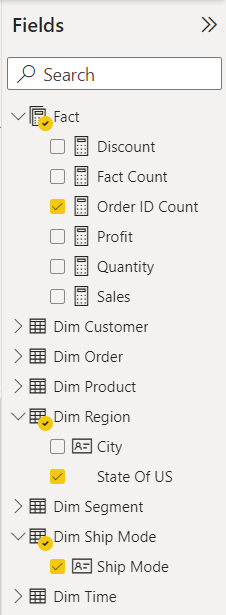 Fields
Search
Fact
Discount
Fact Count
Order ID Count
Profit
Quantity
Sales
Dim Customer
Dim Order
Dim Product
Dim Region
City
State Of US
Dim Segment
Dim Ship Mode
Ship Mode
Dim Time